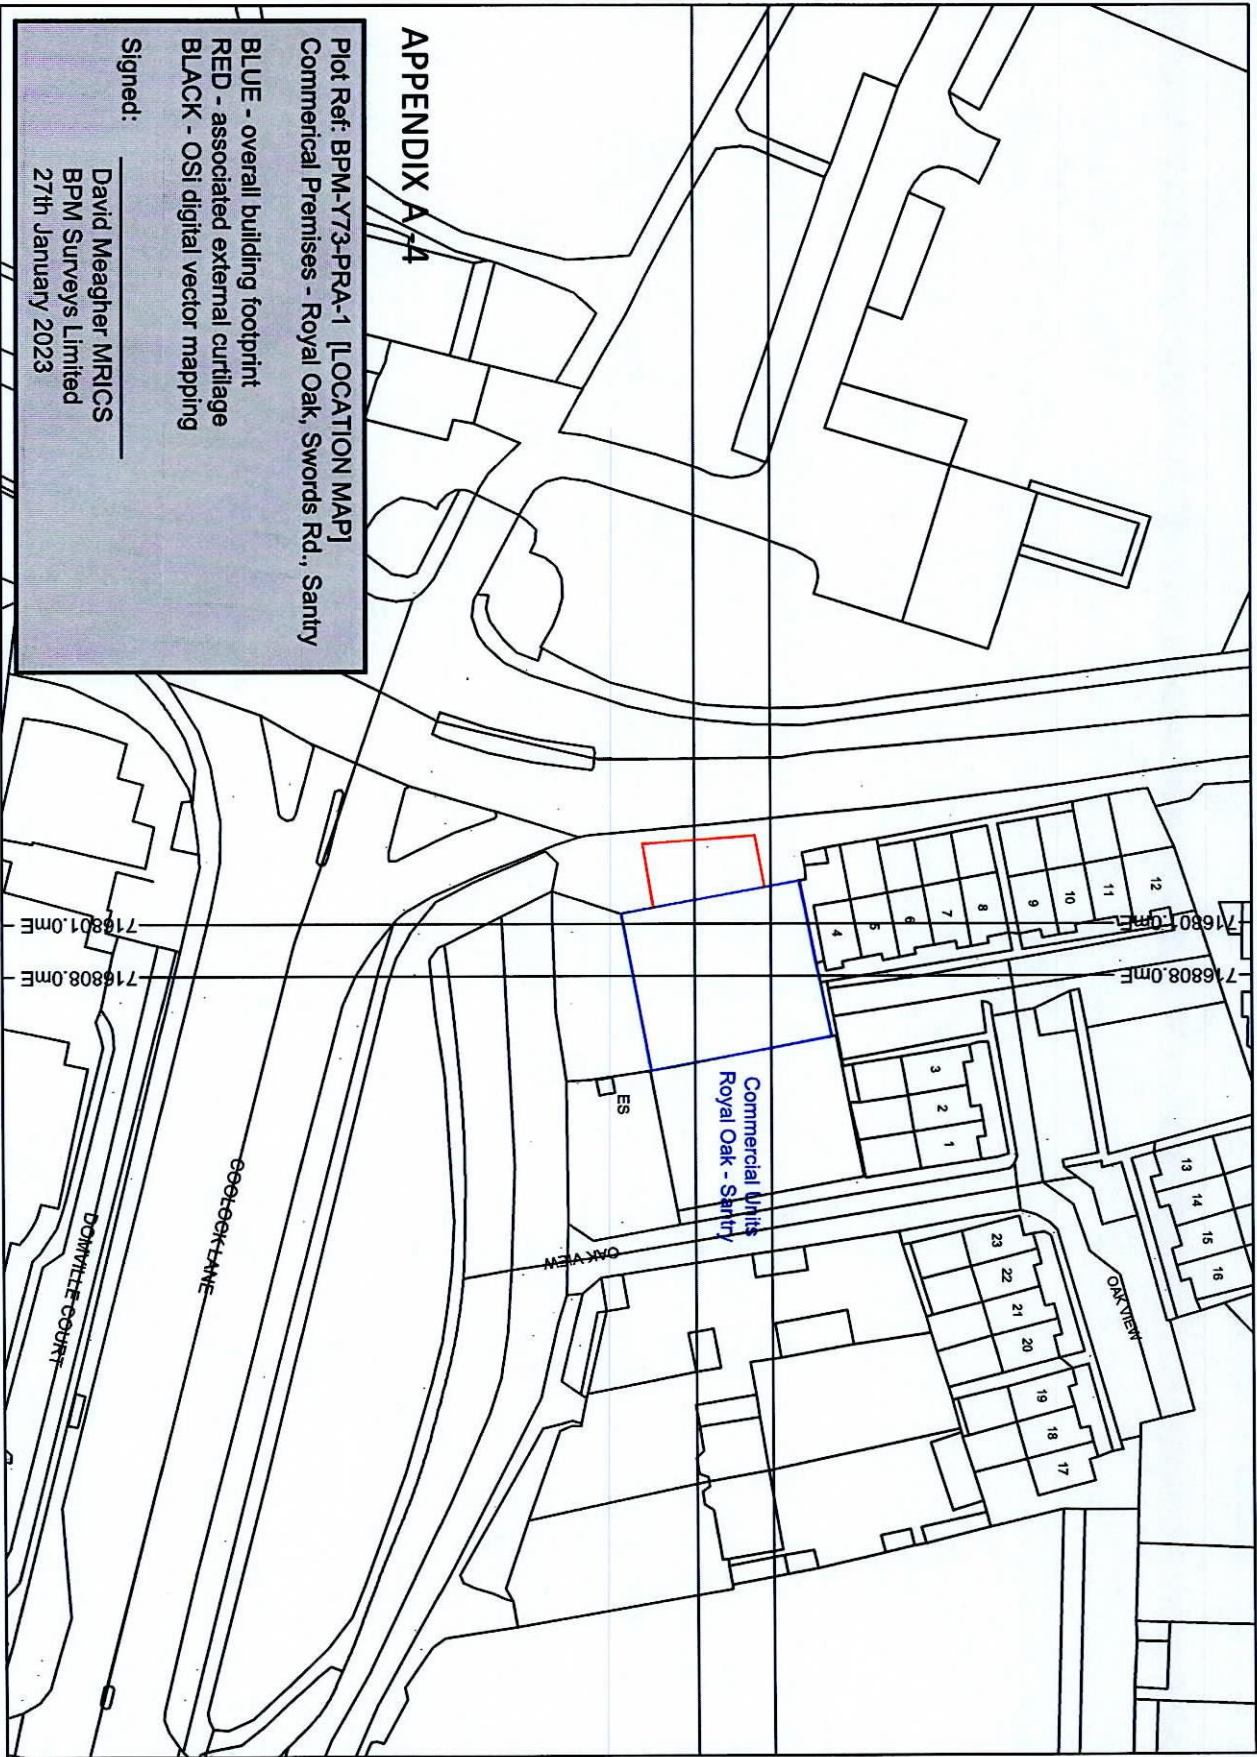 APPENDIX A-4
Plot Ref: BPM-Y73-PRA-1 [LOCATION MAP]
Commerical Premises - Royal Oak, Swords Rd., Santry
BLUE - overall building footprint
RED - associated external curtilage
BLACK - OSi digital vector mapping
Signed:
David Meagher MRICS
BPM Surveys Limited
27th January 2023
Commercial Units
Royal Oak - Santry
ES
OAK VIEW
OAK VIEW
COOLOCK LANE
DOMVILLE COURT
716801.0mE
716808.0mE
716801.0mE
716808.0mE
12
11
10
9
8
7
6
5
4
3
2
1
13
14
15
16
23
22
21
20
19
18
17